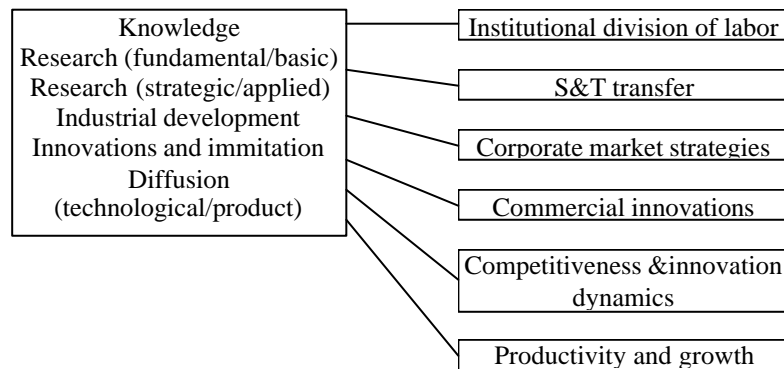 Knowledge
Research (fundamental/basic)
Research (strategic/applied)
Industrial development
Innovations and immitation
Diffusion
(technological/product)
Institutional division of labor
S&T transfer
Corporate market strategies
Commercial innovations
Competitiveness &innovation
dynamics
Productivity and growth